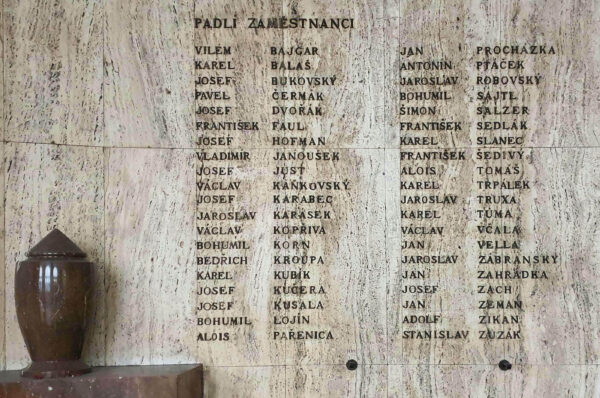 PADLÍ ZAMĚSTNANCI
VILÉM BAJGAR
KAREL BALAŠ
JOSEF BUKOVSKÝ
PAVEL ČERMÁK
JOSEF DVOŘÁK
FRANTIŠEK FAUL
JOSEF HOFMAN
VLADIMÍR JANOUŠEK
JOSEF JUST
VÁCLAV KAŇKOVSKÝ
JOSEF KARABEC
JAROSLAV KARÁSEK
VÁCLAV KOPŘIVA
BOHUMIL KORN
BEDŘICH KROUPA
KAREL KUBÍK
JOSEF KUČERA
JOSEF KUSALA
BOHUMIL LOJÍN
ALOIS PAŘENICA
JAN PROCHÁZKA
ANTONÍN PTÁČEK
JAROSLAV ROBOVSKÝ
BOHUMIL SAJTL
ŠIMON SALZER
FRANTIŠEK SEDLÁK
KAREL SLANEC
FRANTIŠEK ŠEDIVÝ
ALOIS TOMÁŠ
KAREL TRPÁLEK
JAROSLAV TRUXA
KAREL TŮMA
VÁCLAV VČALA
JAN VELLA
JAROSLAV ZÁBRANSKÝ
JAN ZAHRÁDKA
JOSEF ZACH
JAN ZEMAN
ADOLF ZIKÁN
STANISLAV ZUZÁK